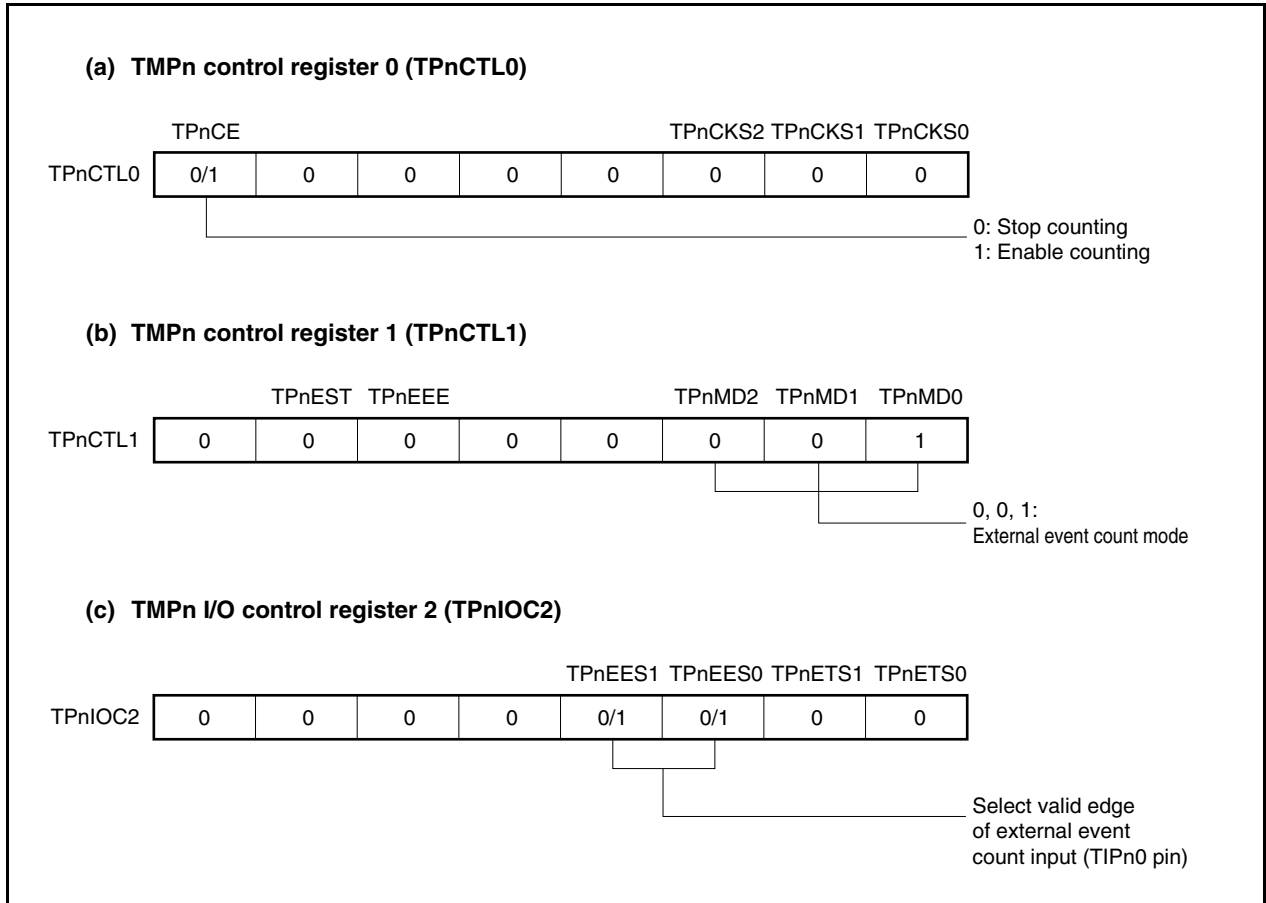 (a) TMPn control register 0 (TPnCTL0)
TPnCE TPnCKS2 TPnCKS1 TPnCKS0
TPnCTL0 0/1 0 0 0 0 0 0 0
0: Stop counting
1: Enable counting
(b) TMPn control register 1 (TPnCTL1)
TPnEST TPnEEE TPnMD2 TPnMD1 TPnMD0
TPnCTL1 0 0 0 0 0 0 0 1
0, 0, 1:
External event count mode
(c) TMPn I/O control register 2 (TPnIOC2)
TPnEES1 TPnEES0 TPnETS1 TPnETS0
TPnIOC2 0 0 0 0 0/1 0/1 0 0
Select valid edge
of external event
count input (TIPn0 pin)